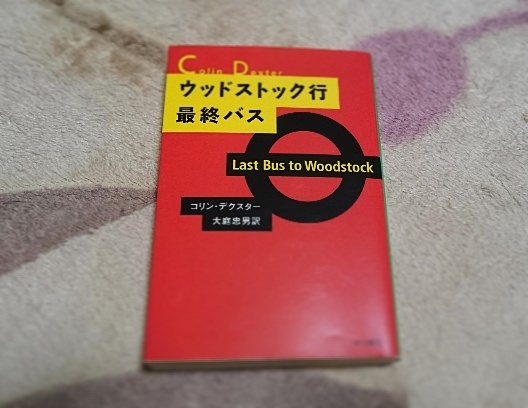 Colin Dexter
ウッドストック行
最終バス
Last Bus to Woodstock
コリン・デクスター
大庭忠男訳